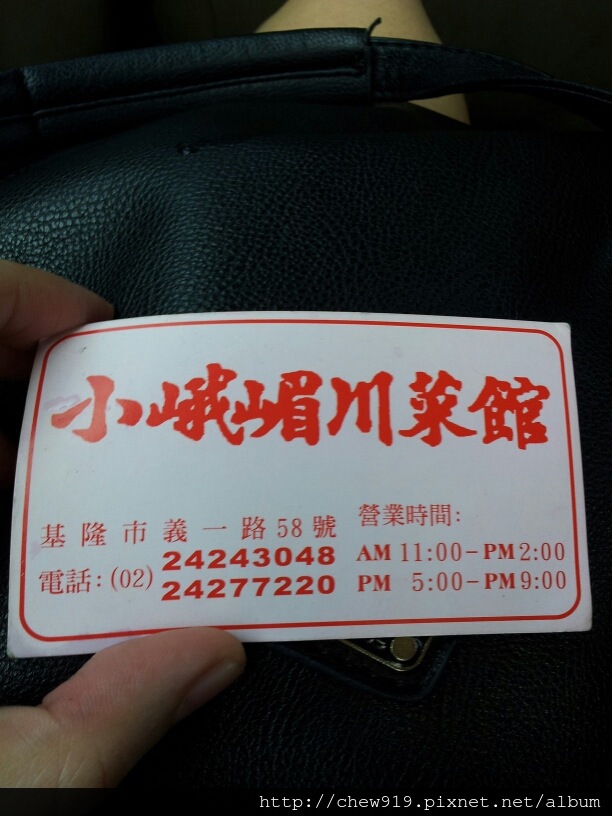 小峨嵋川菜館
基隆市義一路58號
電話:(02) 24243048
24277220
營業時間:
AM 11:00-PM 2:00
PM 5:00-PM 9:00
http://chew919.pixnet.net/album